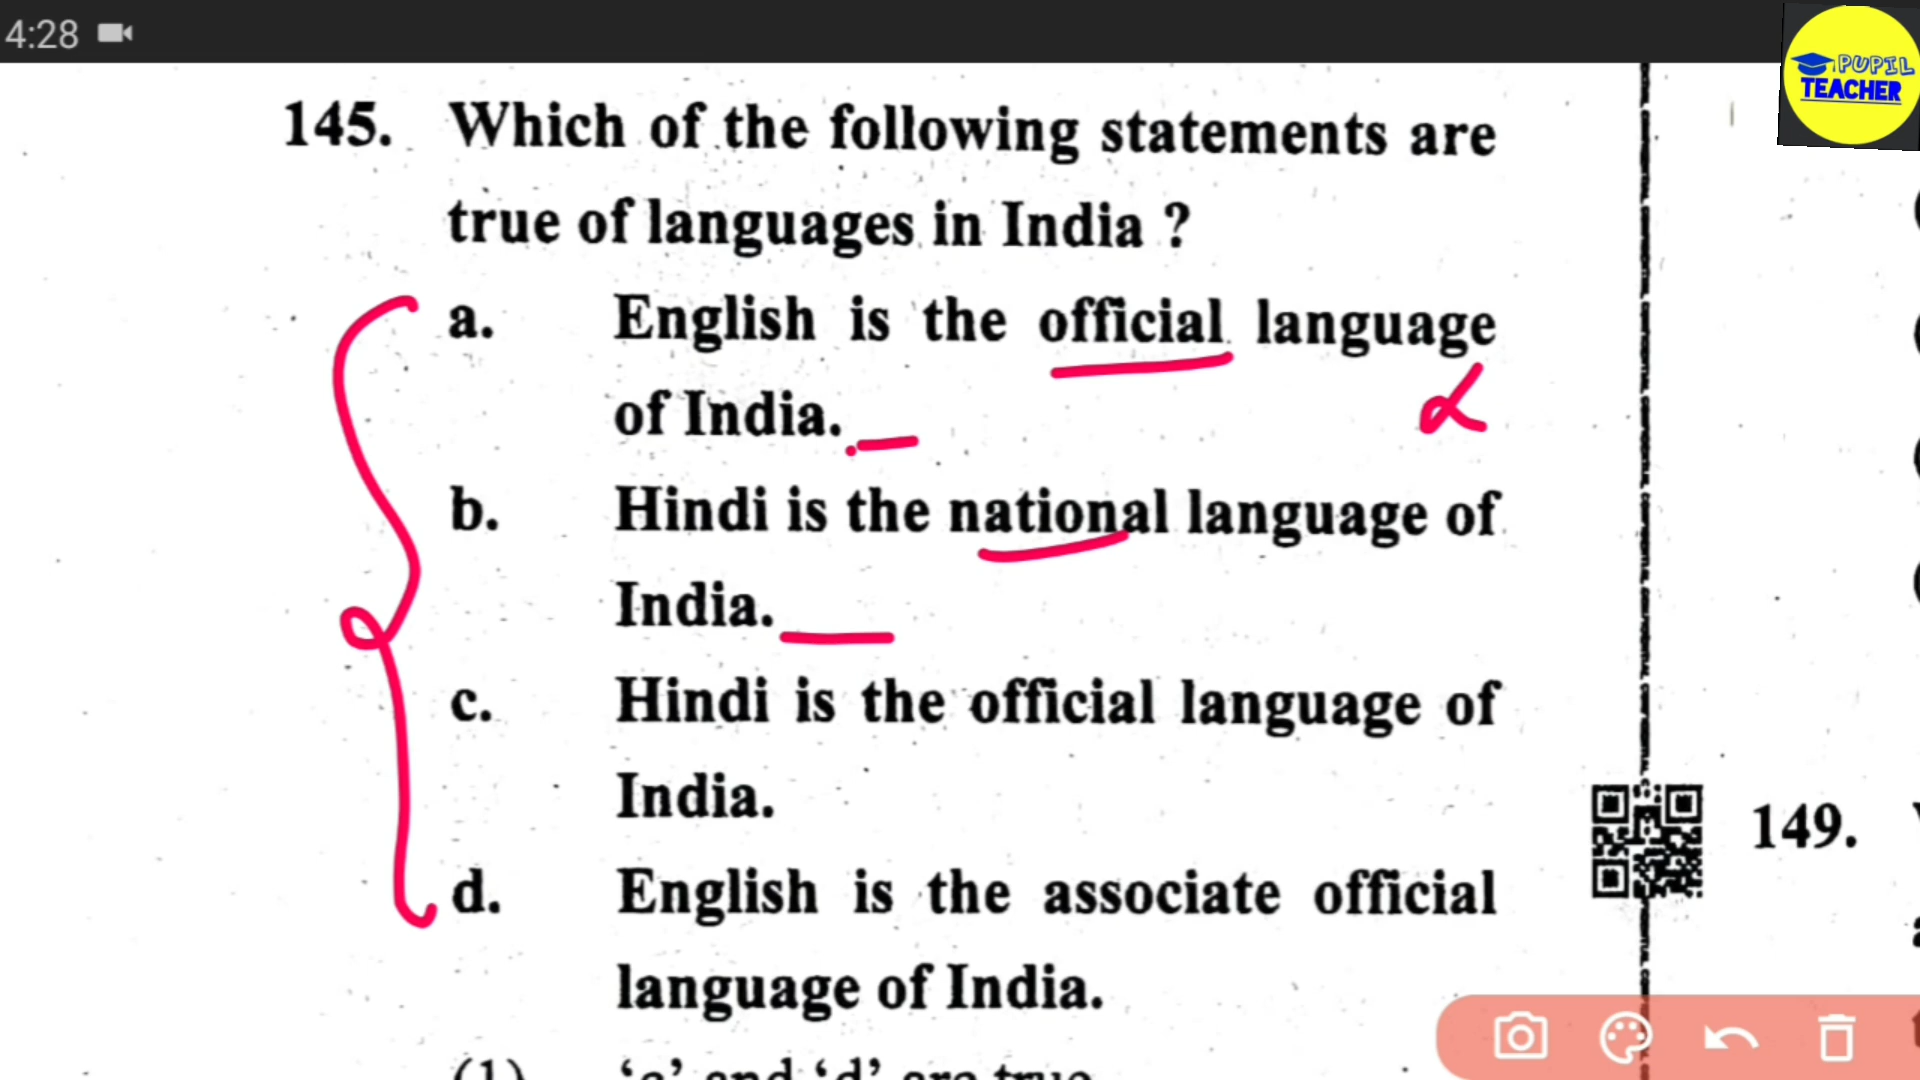 4:28
PUPIL
TEACHER
145. Which of the following statements are
true of languages in India ?
a. English is the official language
of India.
b. Hindi is the national language of
India.
c. Hindi is the official language of
India.
d. English is the associate official
language of India.
149.
are true